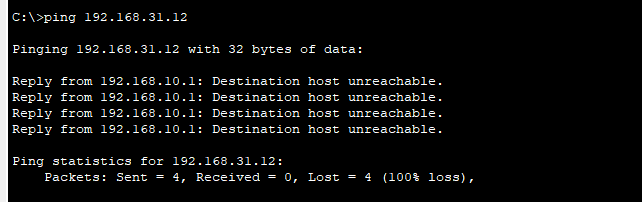 C:\>ping 192.168.31.12
Pinging 192.168.31.12 with 32 bytes of data:
Reply from 192.168.10.1: Destination host unreachable.
Reply from 192.168.10.1: Destination host unreachable.
Reply from 192.168.10.1: Destination host unreachable.
Reply from 192.168.10.1: Destination host unreachable.
Ping statistics for 192.168.31.12:
    Packets: Sent = 4, Received = 0, Lost = 4 (100% loss),